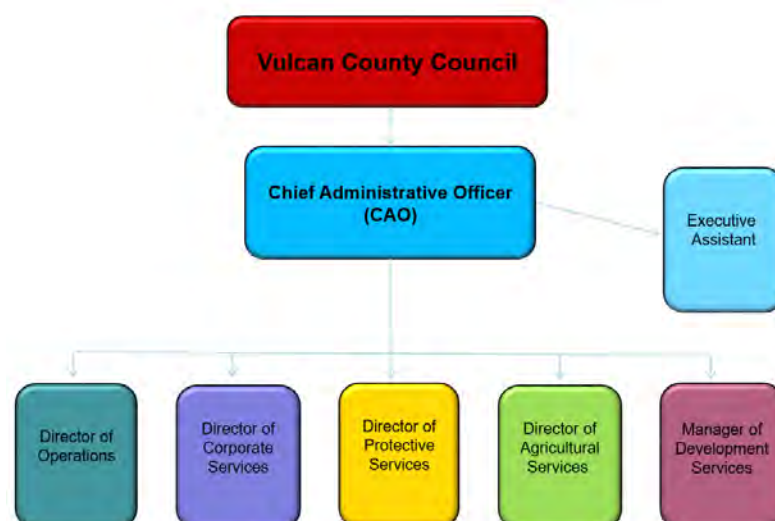 Vulcan County Council
Chief Administrative Officer
(CAO)
Executive
Assistant
Director of
Operations
Director of
Corporate
Services
Director of
Protective
Services
Director of
Agricultural
Services
Manager of
Development
Services